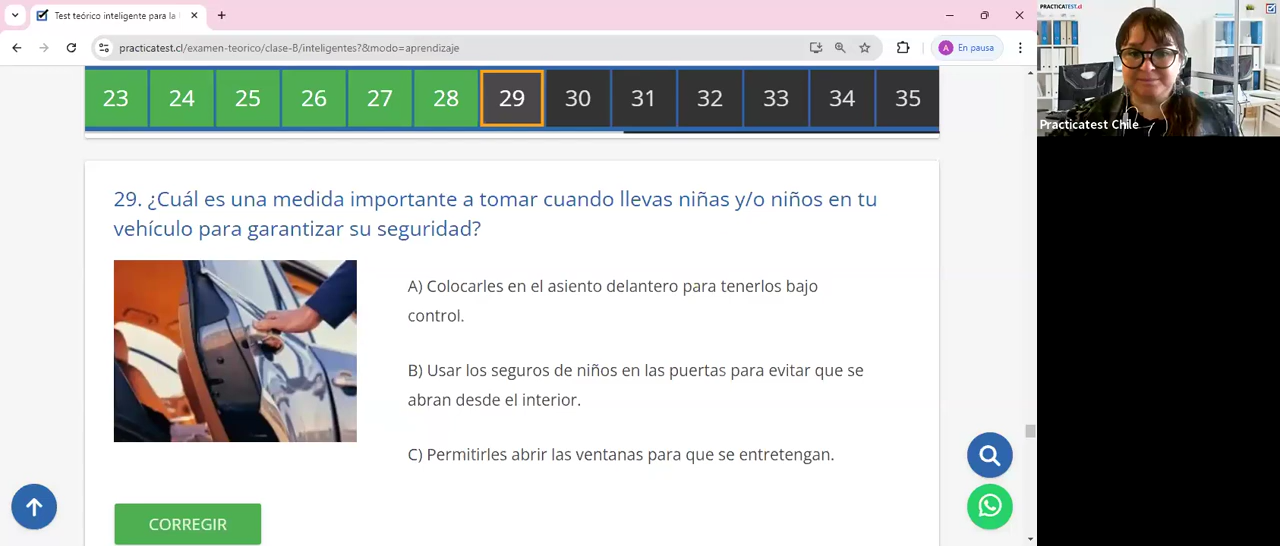 Test teórico inteligente para la
practicatest.cl/examen-teorico/clase-B/inteligentes?&modo=aprendizaje
A
En pausa
PRACTICATEST.cl
Practicatest Chile
23 24 25 26 27 28 29 30 31 32 33 34 35
29. ¿Cuál es una medida importante a tomar cuando llevas niñas y/o niños en tu
vehículo para garantizar su seguridad?
A) Colocarles en el asiento delantero para tenerlos bajo
control.
B) Usar los seguros de niños en las puertas para evitar que se
abran desde el interior.
C) Permitirles abrir las ventanas para que se entretengan.
CORREGIR